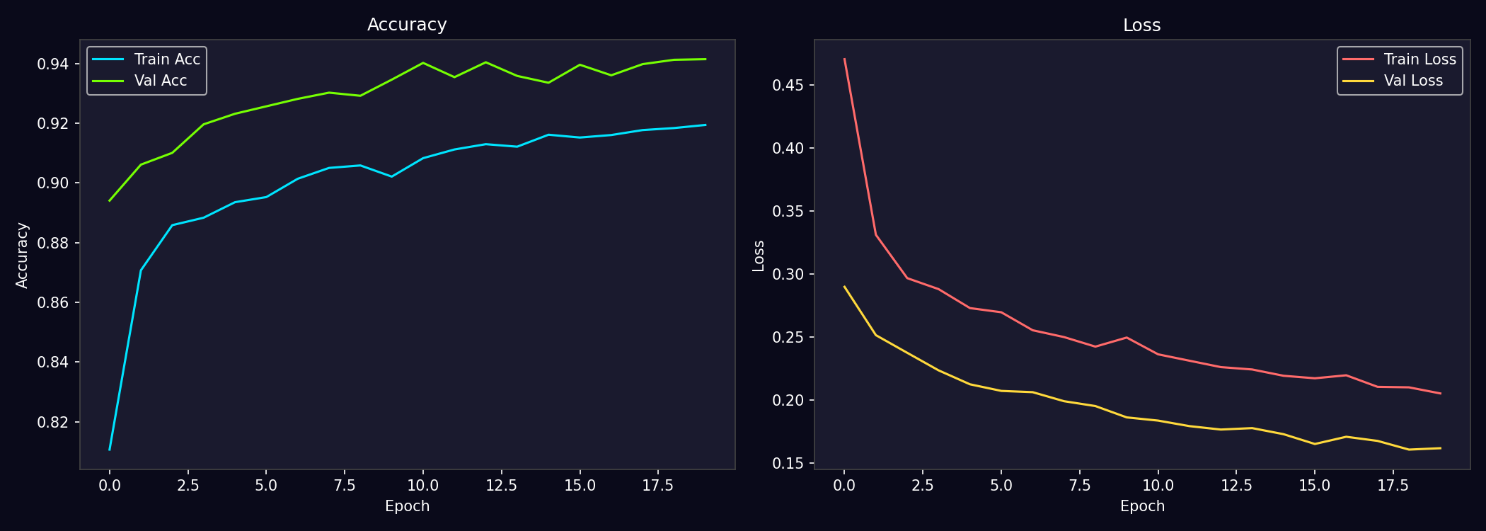 Accuracy
Train Acc
Val Acc
0.94
0.92
0.90
0.88
0.86
0.84
0.82
Accuracy
0.0 2.5 5.0 7.5 10.0 12.5 15.0 17.5
Epoch
Loss
Train Loss
Val Loss
0.45
0.40
0.35
0.30
0.25
0.20
0.15
Loss
0.0 2.5 5.0 7.5 10.0 12.5 15.0 17.5
Epoch